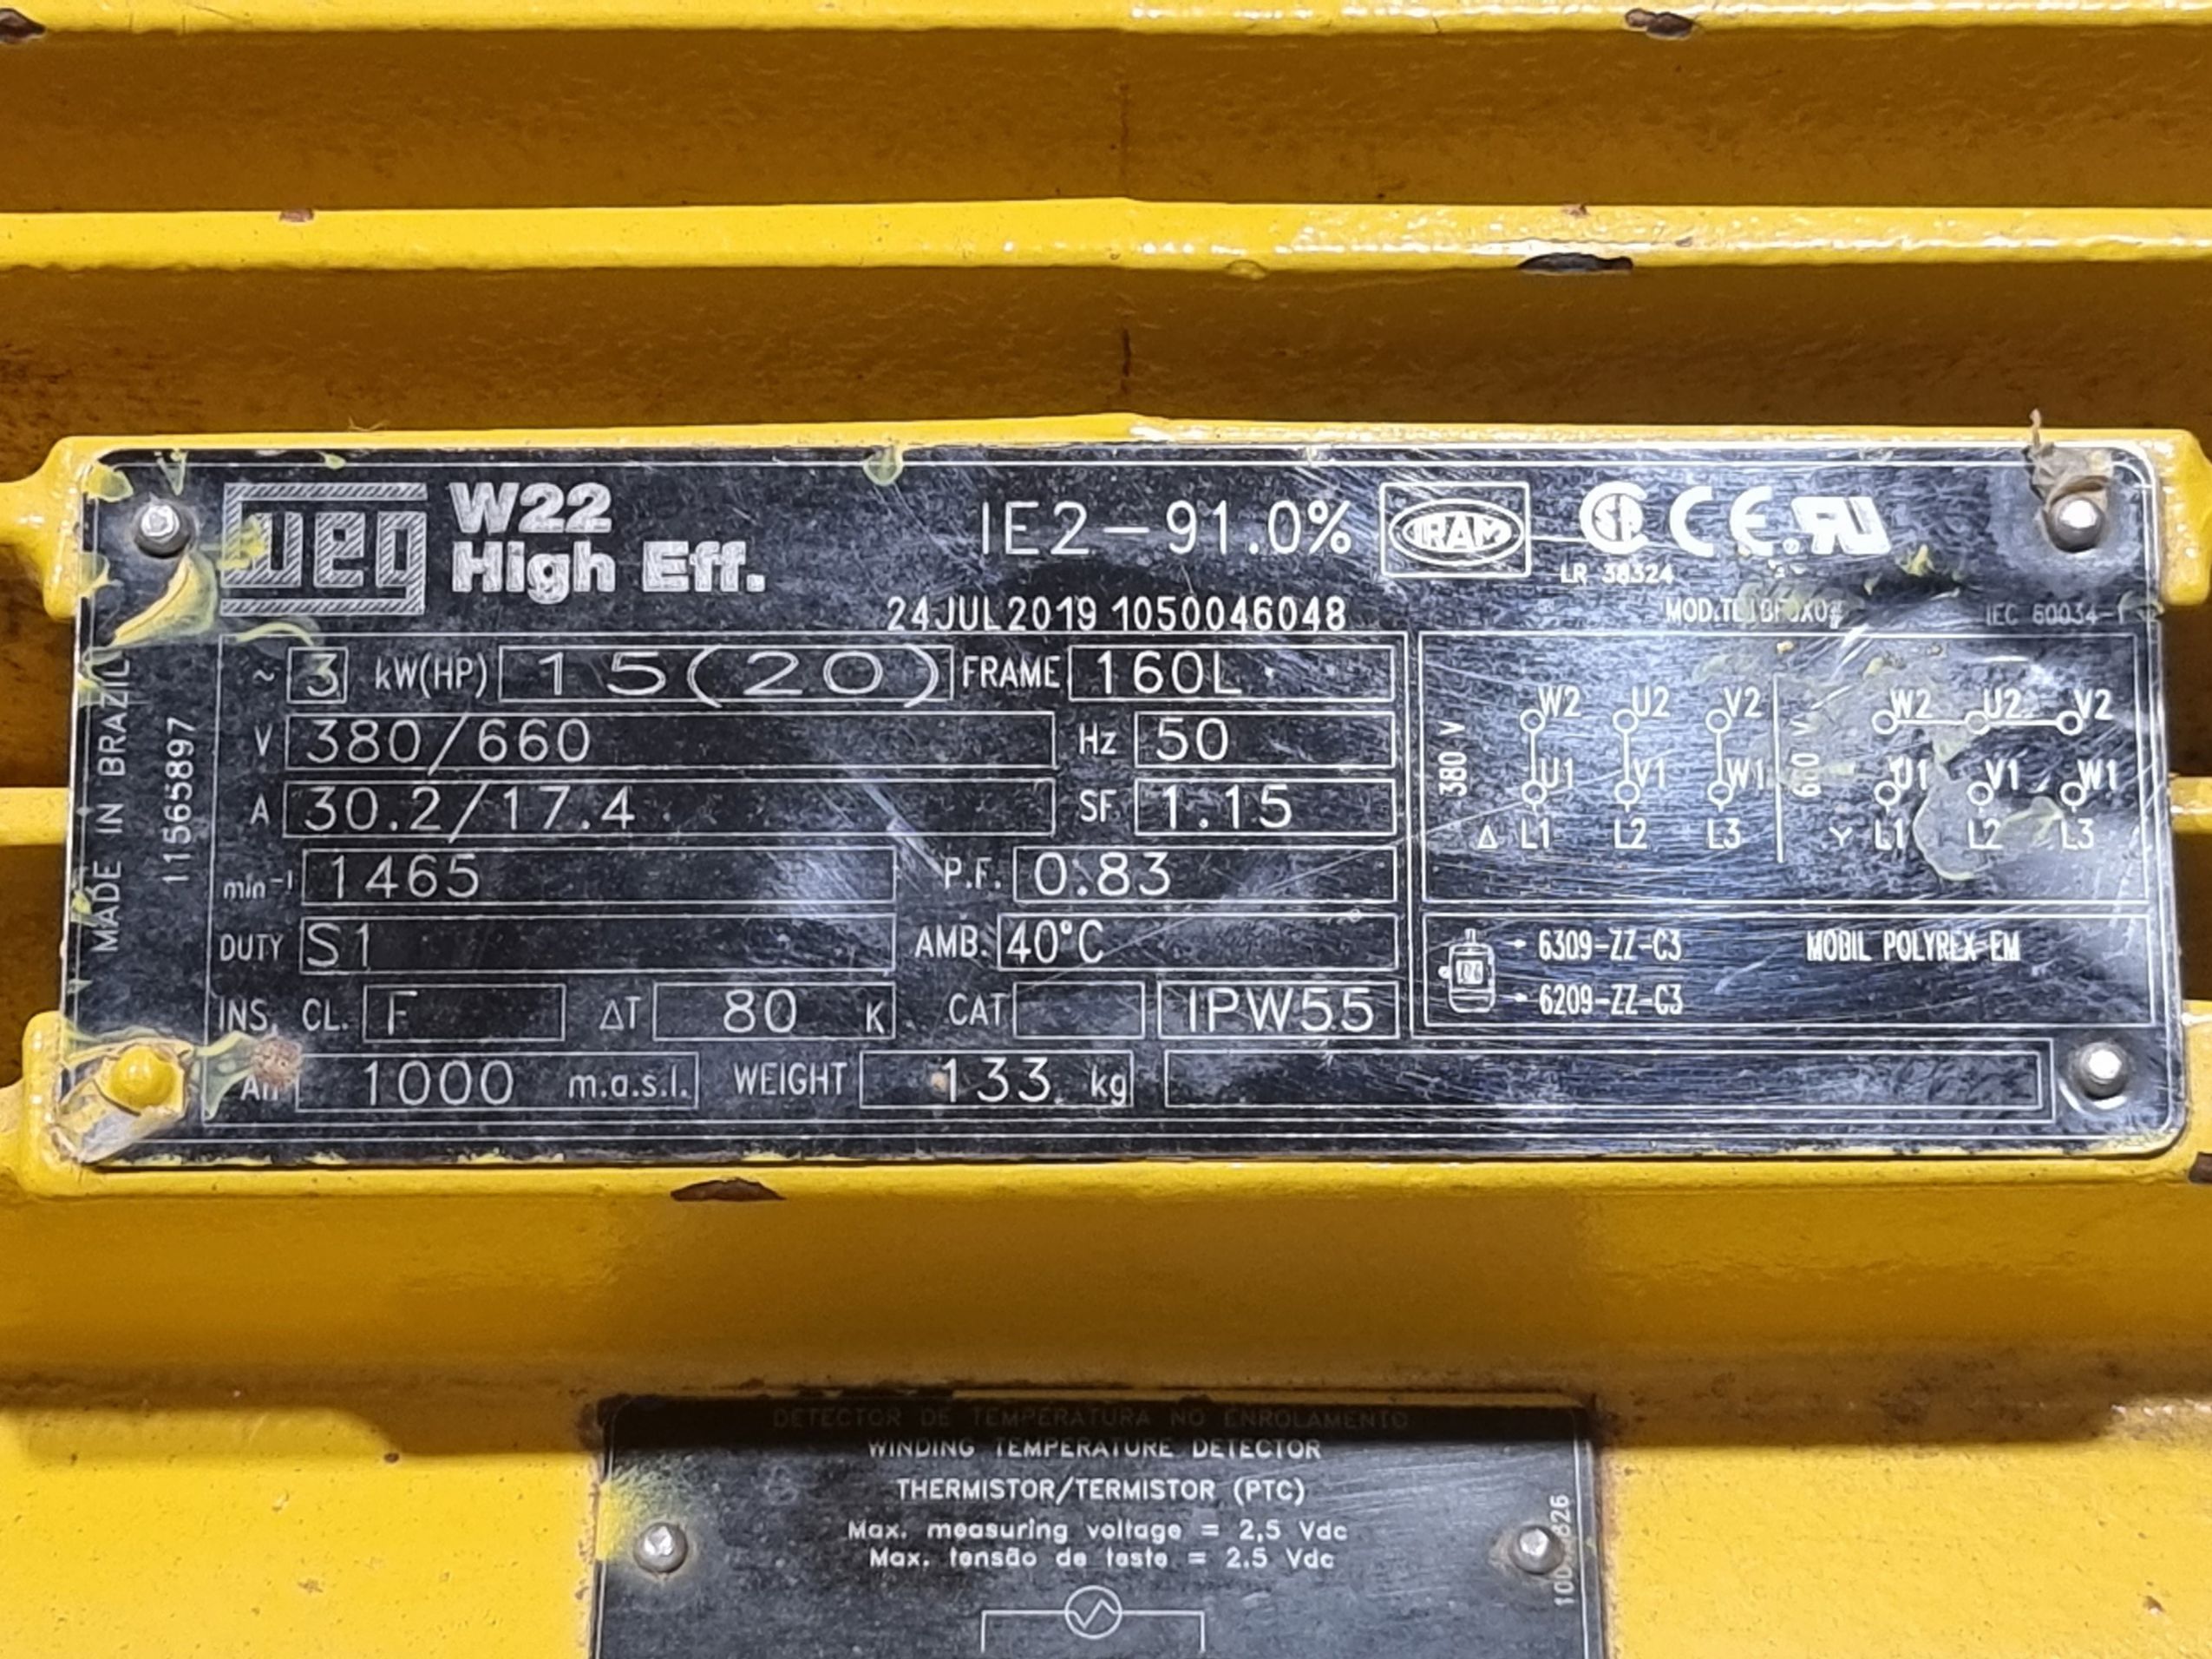 weg W22
High Eff.
IE2-91.0% IRAM CE
LR 38324
24JUL2019 1050046048
IEC 60034-1
MADE IN BRAZIL
11565897
~ 3 kW(HP) 15(20) FRAME 160L
V 380/660 Hz 50
A 30.2/17.4 SF 1.15
min⁻¹ 1465 P.F. 0.83
DUTY S1 AMB. 40°C
INS. CL. F ΔT 80 K CAT IPW55
1000 m.a.s.l. WEIGHT 133 kg
380 V
W2 U2 V2
U1 V1 W1
Δ L1 L2 L3
660 V
W2 U2 V2
U1 V1 W1
Y L1 L2 L3
6309-ZZ-C3 MOBIL POLYREX-EM
6209-ZZ-C3
DETECTOR DE TEMPERATURA NO ENROLAMENTO
WINDING TEMPERATURE DETECTOR
THERMISTOR/TERMISTOR (PTC)
Max. measuring voltage = 2,5 Vdc
Max. tensão de teste = 2,5 Vdc